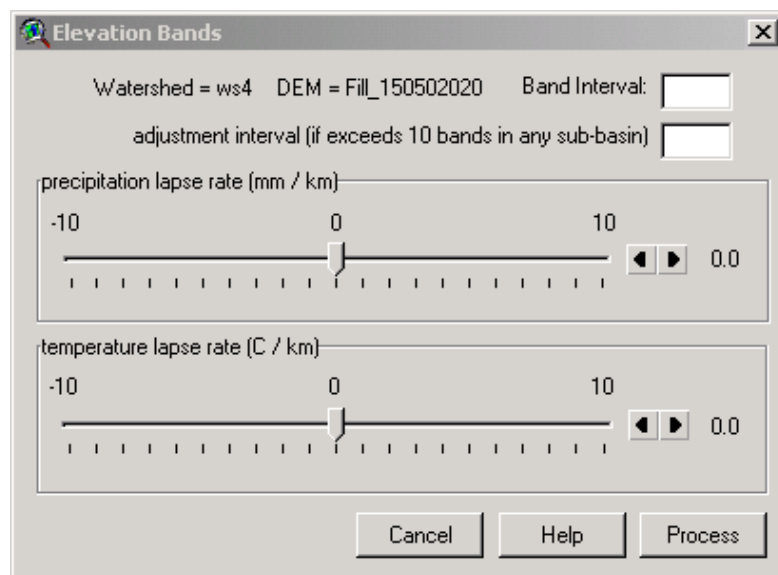 Elevation Bands
Watershed = ws4 DEM = Fill_150502020 Band Interval:
adjustment interval (if exceeds 10 bands in any sub-basin)
precipitation lapse rate (mm / km)
-10 0 10
0.0
temperature lapse rate (C / km)
-10 0 10
0.0
Cancel Help Process